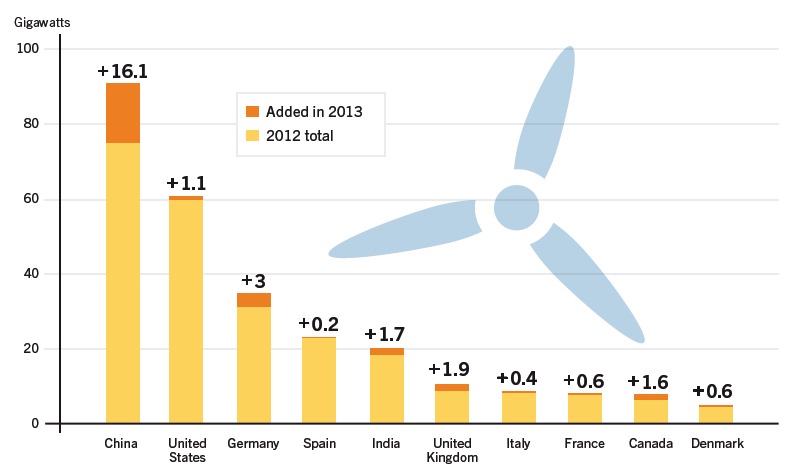 Gigawatts
100
80
60
40
20
0
+16.1
+1.1
+3
+0.2
+1.7
+1.9
+0.4
+0.6
+1.6
+0.6
Added in 2013
2012 total
China
United
States
Germany
Spain
India
United
Kingdom
Italy
France
Canada
Denmark